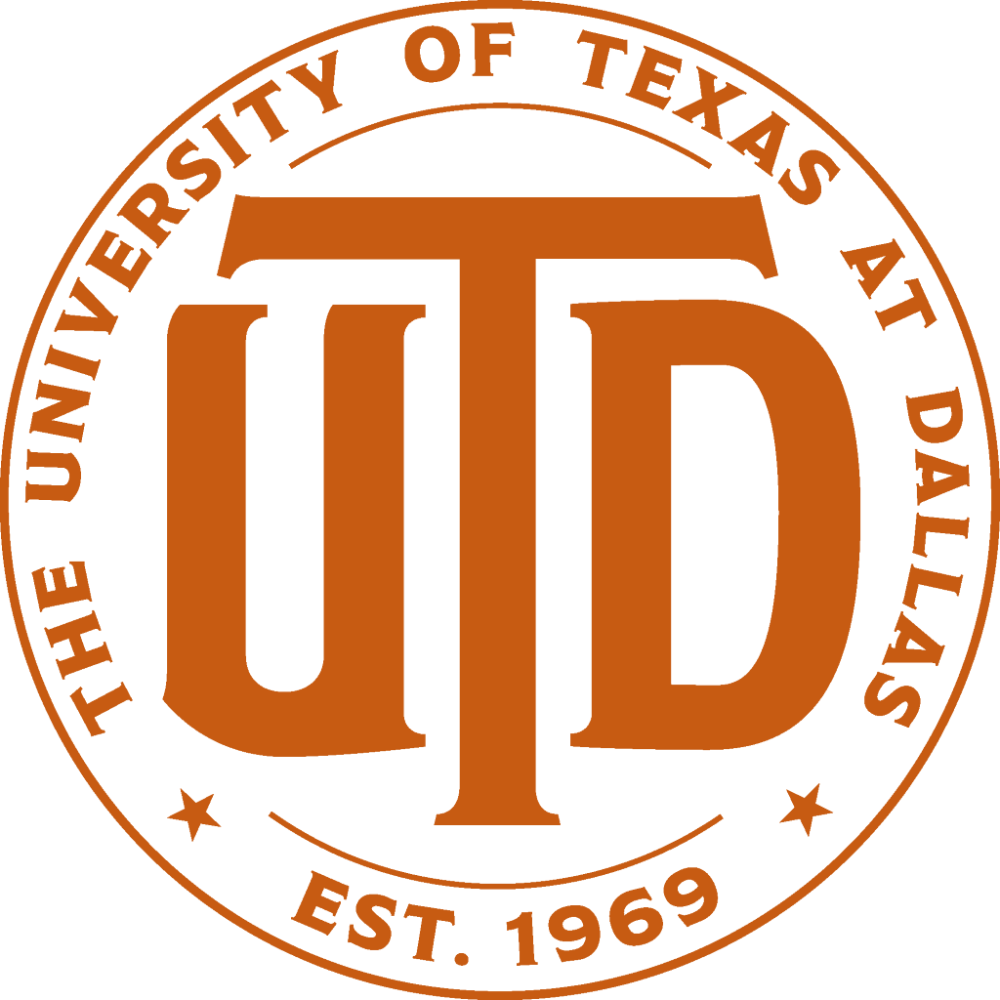 THE UNIVERSITY OF TEXAS AT DALLAS
UTD
EST. 1969